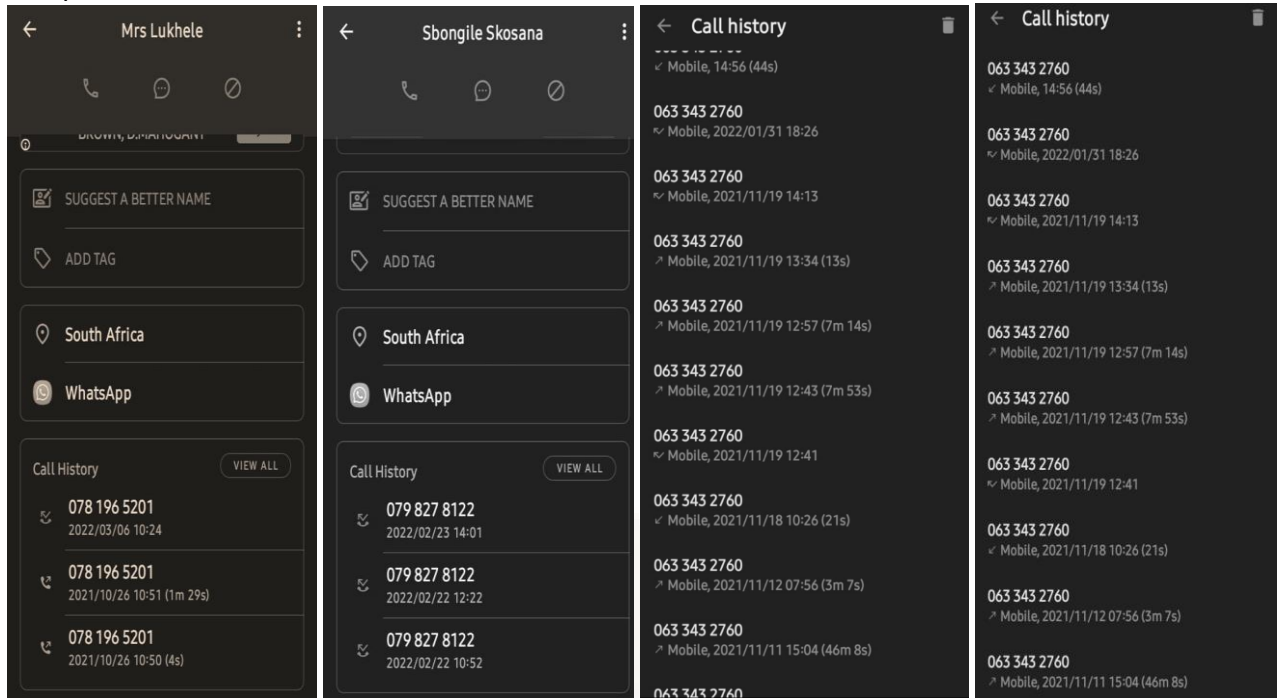 Mrs Lukhele
BROWN, D.MAHOGANY
SUGGEST A BETTER NAME
ADD TAG
South Africa
WhatsApp
Call History
VIEW ALL
078 196 5201
2022/03/06 10:24
078 196 5201
2021/10/26 10:51 (1m 29s)
078 196 5201
2021/10/26 10:50 (4s)
Sbongile Skosana
SUGGEST A BETTER NAME
ADD TAG
South Africa
WhatsApp
Call History
VIEW ALL
079 827 8122
2022/02/23 14:01
079 827 8122
2022/02/22 12:22
079 827 8122
2022/02/22 10:52
Call history
Mobile, 14:56 (44s)
063 343 2760
Mobile, 2022/01/31 18:26
063 343 2760
Mobile, 2021/11/19 14:13
063 343 2760
Mobile, 2021/11/19 13:34 (13s)
063 343 2760
Mobile, 2021/11/19 12:57 (7m 14s)
063 343 2760
Mobile, 2021/11/19 12:43 (7m 53s)
063 343 2760
Mobile, 2021/11/19 12:41
063 343 2760
Mobile, 2021/11/18 10:26 (21s)
063 343 2760
Mobile, 2021/11/12 07:56 (3m 7s)
063 343 2760
Mobile, 2021/11/11 15:04 (46m 8s)
063 343 2760
Call history
063 343 2760
Mobile, 14:56 (44s)
063 343 2760
Mobile, 2022/01/31 18:26
063 343 2760
Mobile, 2021/11/19 14:13
063 343 2760
Mobile, 2021/11/19 13:34 (13s)
063 343 2760
Mobile, 2021/11/19 12:57 (7m 14s)
063 343 2760
Mobile, 2021/11/19 12:43 (7m 53s)
063 343 2760
Mobile, 2021/11/19 12:41
063 343 2760
Mobile, 2021/11/18 10:26 (21s)
063 343 2760
Mobile, 2021/11/12 07:56 (3m 7s)
063 343 2760
Mobile, 2021/11/11 15:04 (46m 8s)